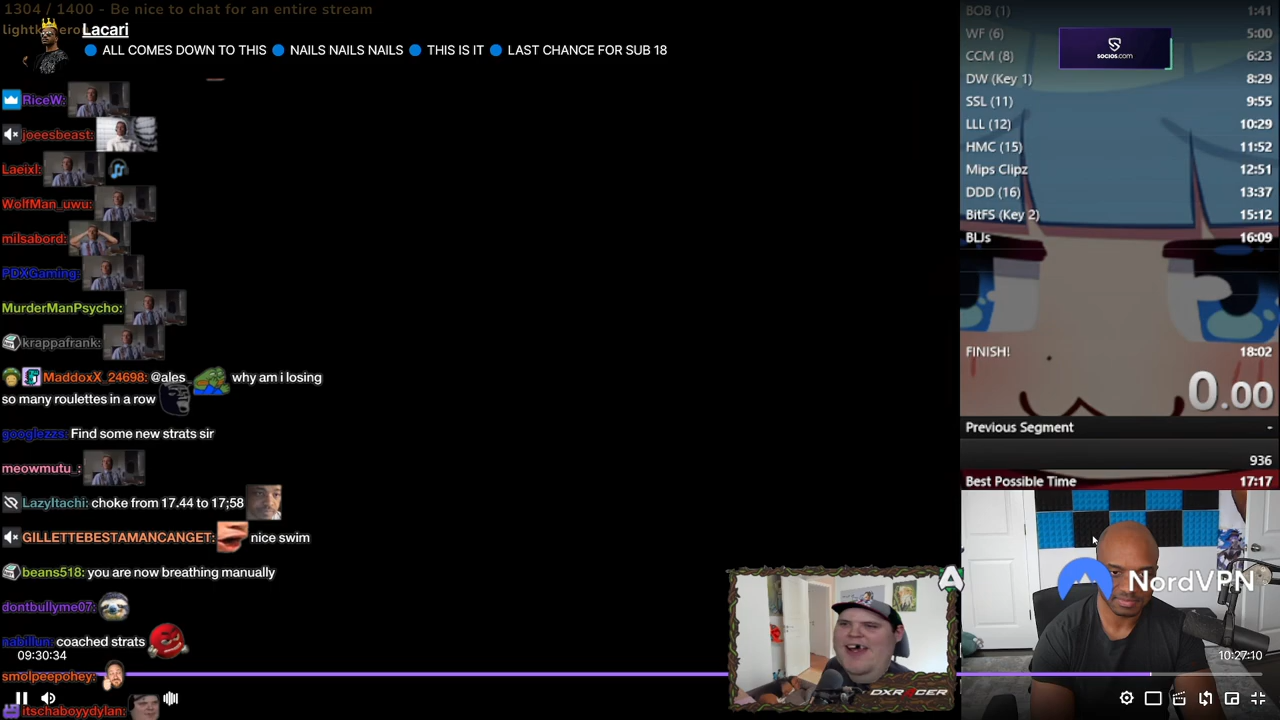 1304 / 1400 - Be nice to chat for an entire stream
Lacari
ALL COMES DOWN TO THIS NAILS NAILS NAILS THIS IS IT LAST CHANCE FOR SUB 18
RiceW:
joeesbeast:
Laeixl:
WolfMan_uwu:
milsabord:
PDXGaming:
MurderManPsycho:
krappafrank:
MaddoxX_24698: @ales_ why am i losing
so many roulettes in a row
googlezzs: Find some new strats sir
meowmutu_:
LazyItachi: choke from 17.44 to 17;58
GILLETTEBESTAMANCANGET: nice swim
beans518: you are now breathing manually
dontbullyme07:
nabillun: coached strats
09:30:34
smolpeepohey:
itschaboyydylan:
BOB (1) 1:41
WF (6) 5:00
CCM (8) 6:23
DW (Key 1) 8:29
SSL (11) 9:55
LLL (12) 10:29
HMC (15) 11:52
Mips Clipz 12:51
DDD (16) 13:37
BitFS (Key 2) 15:12
BLJs 16:09
FINISH! 18:02
0.00
Previous Segment -
936
Best Possible Time 17:17
socios.com
NordVPN
10:27:10
DXRACER